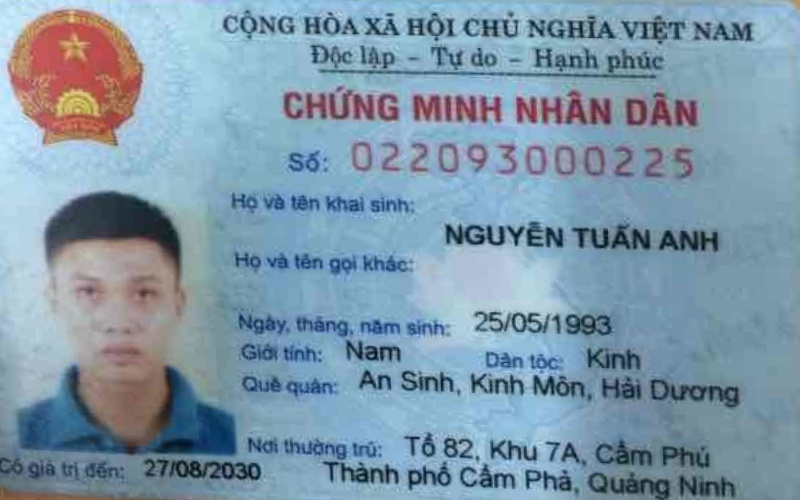 CỘNG HÒA XÃ HỘI CHỦ NGHĨA VIỆT NAM
Độc lập – Tự do – Hạnh phúc
CHỨNG MINH NHÂN DÂN
Số: 022093000225
Họ và tên khai sinh:
NGUYỄN TUẤN ANH
Họ và tên gọi khác:
Ngày, tháng, năm sinh: 25/05/1993
Giới tính: Nam Dân tộc: Kinh
Quê quán: An Sinh, Kinh Môn, Hải Dương
Nơi thường trú: Tổ 82, Khu 7A, Cẩm Phú
Thành phố Cẩm Phả, Quảng Ninh
Có giá trị đến: 27/08/2030